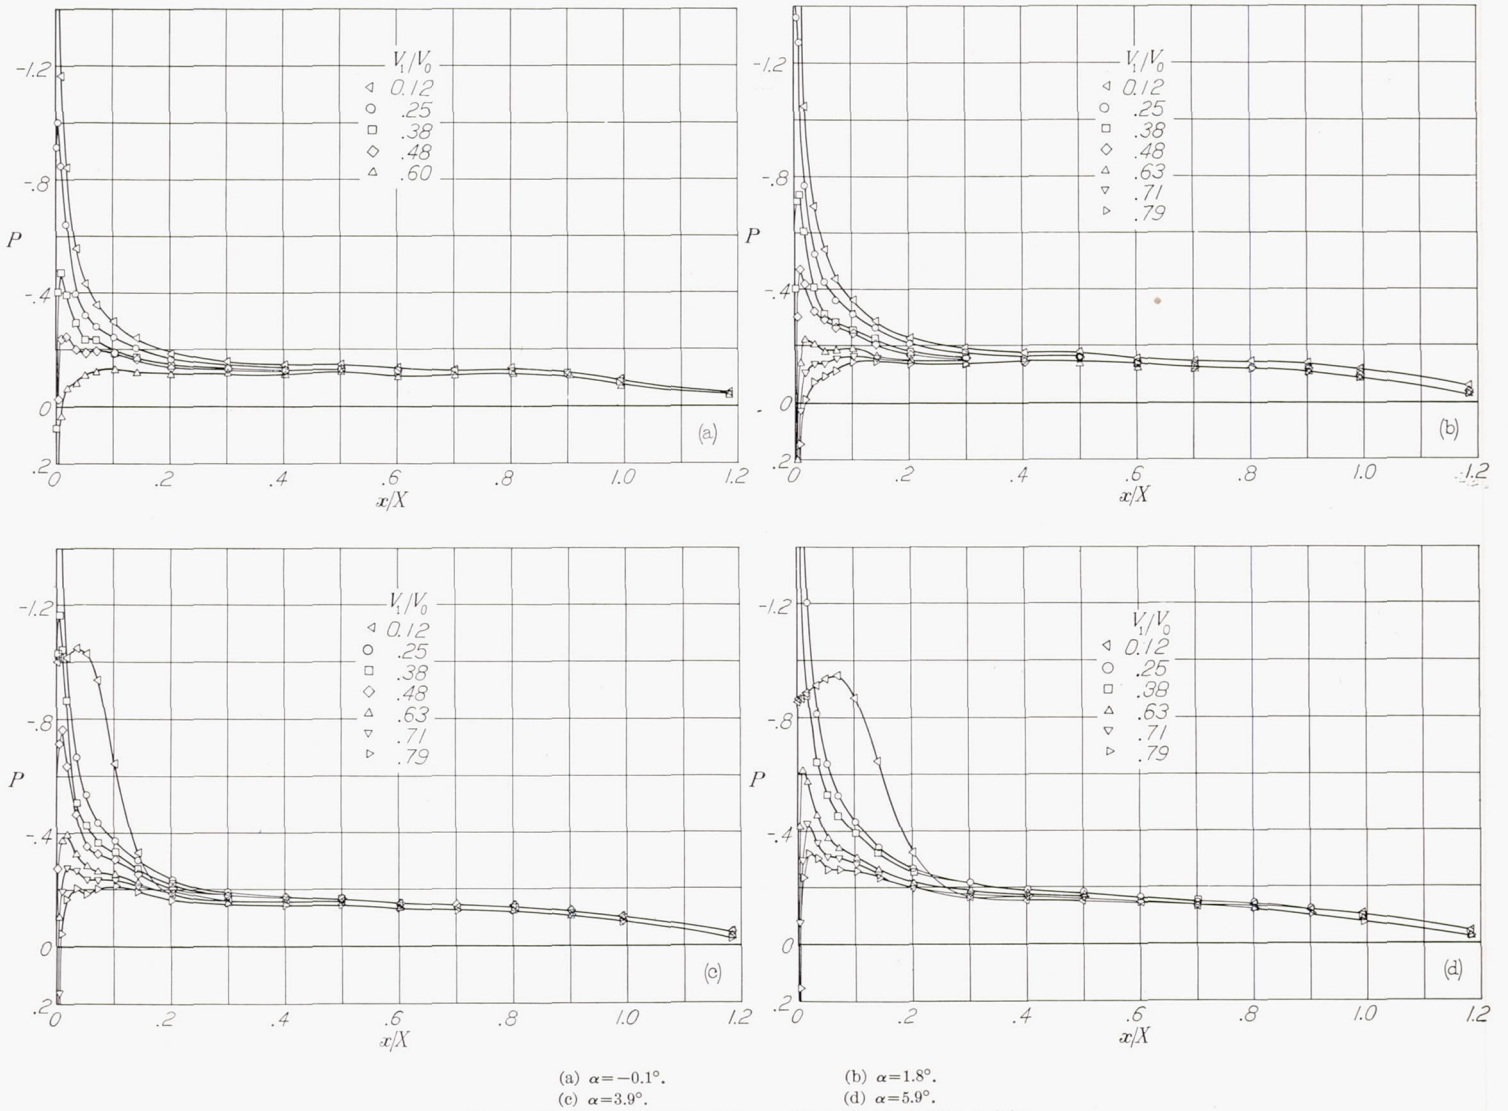 V₁/V₀
0.12
.25
.38
.48
.60
-1.2
-.8
P
-.4
0
.2
(a)
0 .2 .4 .6 .8 1.0 1.2
x/X
V₁/V₀
0.12
.25
.38
.48
.63
.71
.79
-1.2
-.8
P
-.4
0
.2
(b)
0 .2 .4 .6 .8 1.0 1.2
x/X
V₁/V₀
0.12
.25
.38
.48
.63
.71
.79
-1.2
-.8
P
-.4
0
.2
(c)
0 .2 .4 .6 .8 1.0 1.2
x/X
V₁/V₀
0.12
.25
.38
.63
.71
.79
-1.2
-.8
P
-.4
0
.2
(d)
0 .2 .4 .6 .8 1.0 1.2
x/X
(a) α=−0.1°. (b) α=1.8°.
(c) α=3.9°. (d) α=5.9°.